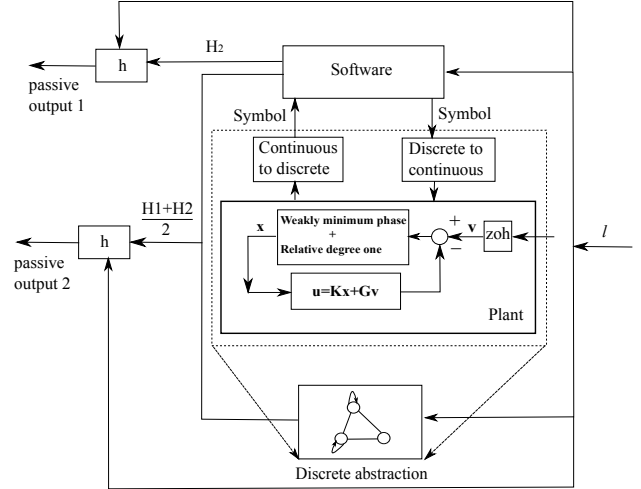 H2
Software
h
passive
output 1
Symbol
Symbol
Continuous
to discrete
Discrete to
continuous
H1+H2
2
h
passive
output 2
x
Weakly minimum phase
+
Relative degree one
+
−
v
zoh
l
u=Kx+Gv
Plant
Discrete abstraction